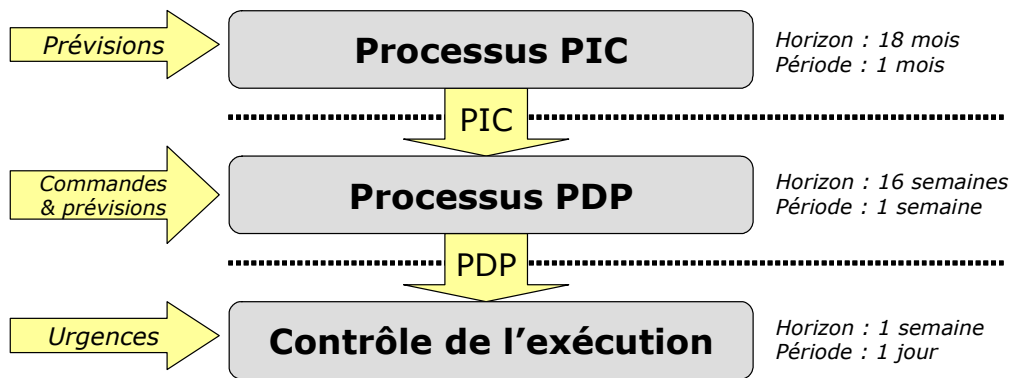 Prévisions
Processus PIC
Horizon : 18 mois
Période : 1 mois
PIC
Commandes
& prévisions
Processus PDP
Horizon : 16 semaines
Période : 1 semaine
PDP
Urgences
Contrôle de l’exécution
Horizon : 1 semaine
Période : 1 jour